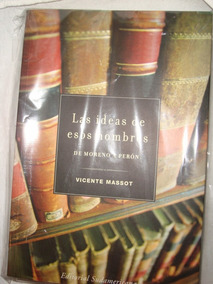 Las ideas de
esos hombres
DE MORENO A PERÓN
VICENTE MASSOT
Editorial Sudamericana